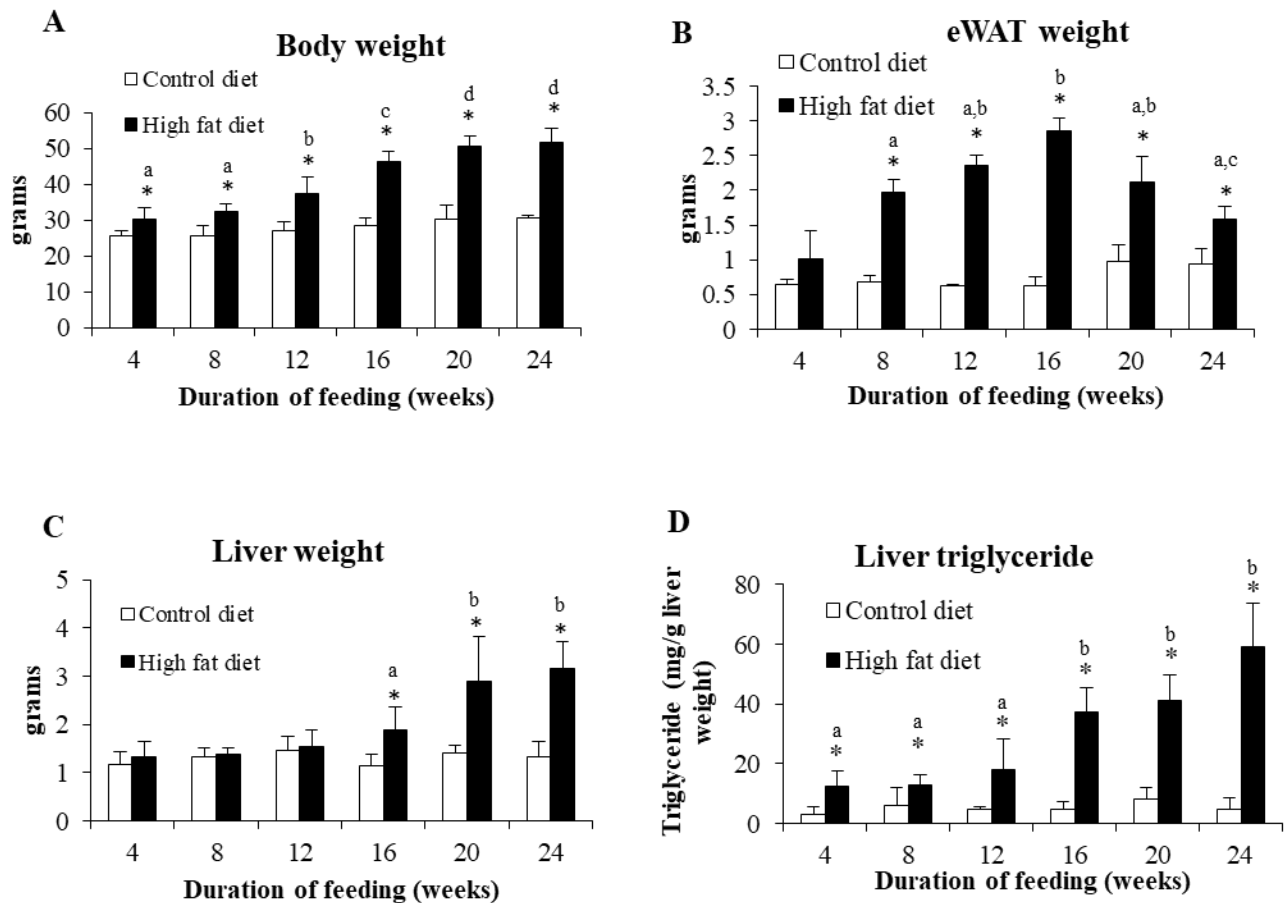 A
Body weight
Control diet
High fat diet
60
50
40
30
20
10
0
grams
a
*
a
*
b
*
c
*
d
*
d
*
4 8 12 16 20 24
Duration of feeding (weeks)
B
eWAT weight
Control diet
High fat diet
3.5
3
2.5
2
1.5
1
0.5
0
grams
a
*
a,b
*
b
*
a,b
*
a,c
*
4 8 12 16 20 24
Duration of feeding (weeks)
C
Liver weight
Control diet
High fat diet
5
4
3
2
1
0
grams
a
*
b
*
b
*
4 8 12 16 20 24
Duration of feeding (weeks)
D
Liver triglyceride
Control diet
High fat diet
80
60
40
20
0
Triglyceride (mg/g liver
weight)
a
*
a
*
a
*
b
*
b
*
b
*
4 8 12 16 20 24
Duration of feeding (weeks)